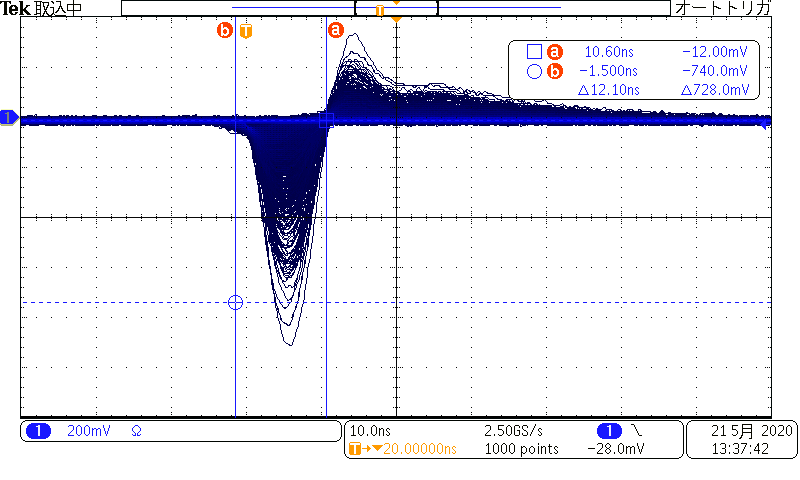 Tek 取込中 オートトリガ
T
b T a
a 10.60ns −12.00mV
b −1.500ns −740.0mV
Δ12.10ns Δ728.0mV
1
1 200mV Ω
10.0ns 2.50GS/s 1
T→▼20.00000ns 1000 points −28.0mV
21 5月 2020
13:37:42